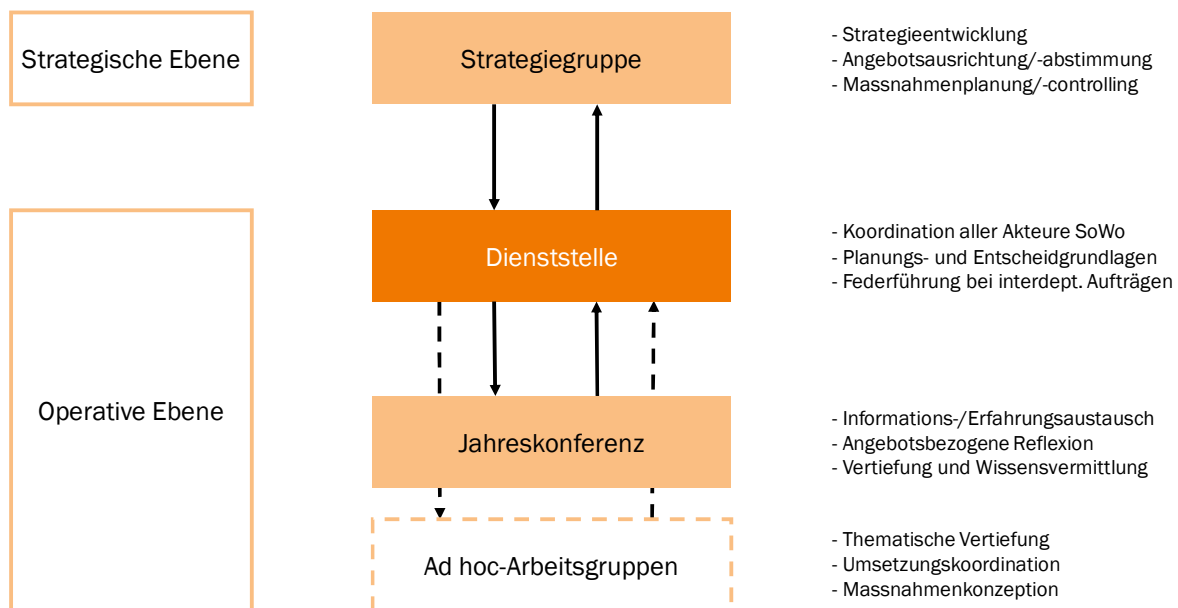 Strategische Ebene
Strategiegruppe
- Strategieentwicklung
- Angebotsausrichtung/-abstimmung
- Massnahmenplanung/-controlling
Operative Ebene
Dienststelle
- Koordination aller Akteure SoWo
- Planungs- und Entscheidgrundlagen
- Federführung bei interdept. Aufträgen
Jahreskonferenz
- Informations-/Erfahrungsaustausch
- Angebotsbezogene Reflexion
- Vertiefung und Wissensvermittlung
Ad hoc-Arbeitsgruppen
- Thematische Vertiefung
- Umsetzungskoordination
- Massnahmenkonzeption